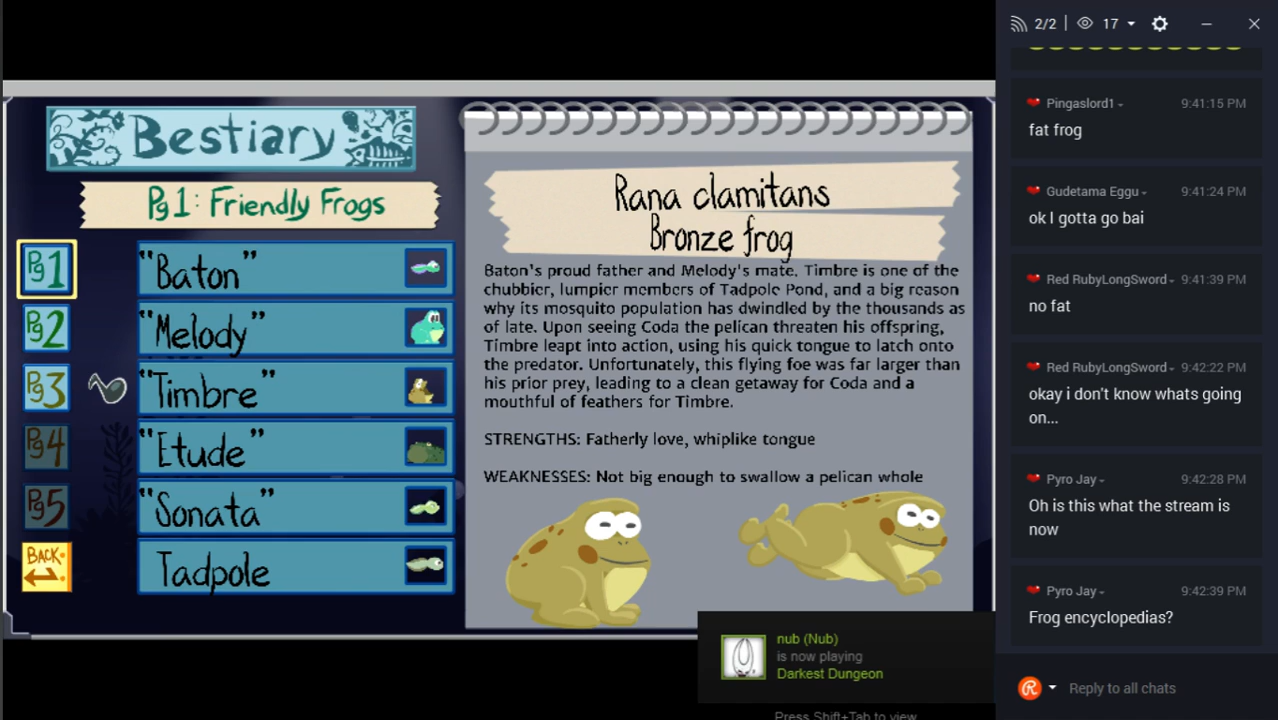 Bestiary
Pg 1: Friendly Frogs
Pg1
"Baton"
Pg2
"Melody"
Pg3
"Timbre"
Pg4
"Etude"
Pg5
"Sonata"
BACK
Tadpole
Rana clamitans
Bronze frog
Baton's proud father and Melody's mate. Timbre is one of the
chubbier, lumpier members of Tadpole Pond, and a big reason
why its mosquito population has dwindled by the thousands as
of late. Upon seeing Coda the pelican threaten his offspring,
Timbre leapt into action, using his quick tongue to latch onto
the predator. Unfortunately, this flying foe was far larger than
his prior prey, leading to a clean getaway for Coda and a
mouthful of feathers for Timbre.
STRENGTHS: Fatherly love, whiplike tongue
WEAKNESSES: Not big enough to swallow a pelican whole
nub (Nub)
is now playing
Darkest Dungeon
Press Shift+Tab to view
2/2 17
Pingaslord1 9:41:15 PM
fat frog
Gudetama Eggu 9:41:24 PM
ok I gotta go bai
Red RubyLongSword 9:41:39 PM
no fat
Red RubyLongSword 9:42:22 PM
okay i don't know whats going
on...
Pyro Jay 9:42:28 PM
Oh is this what the stream is
now
Pyro Jay 9:42:39 PM
Frog encyclopedias?
Reply to all chats